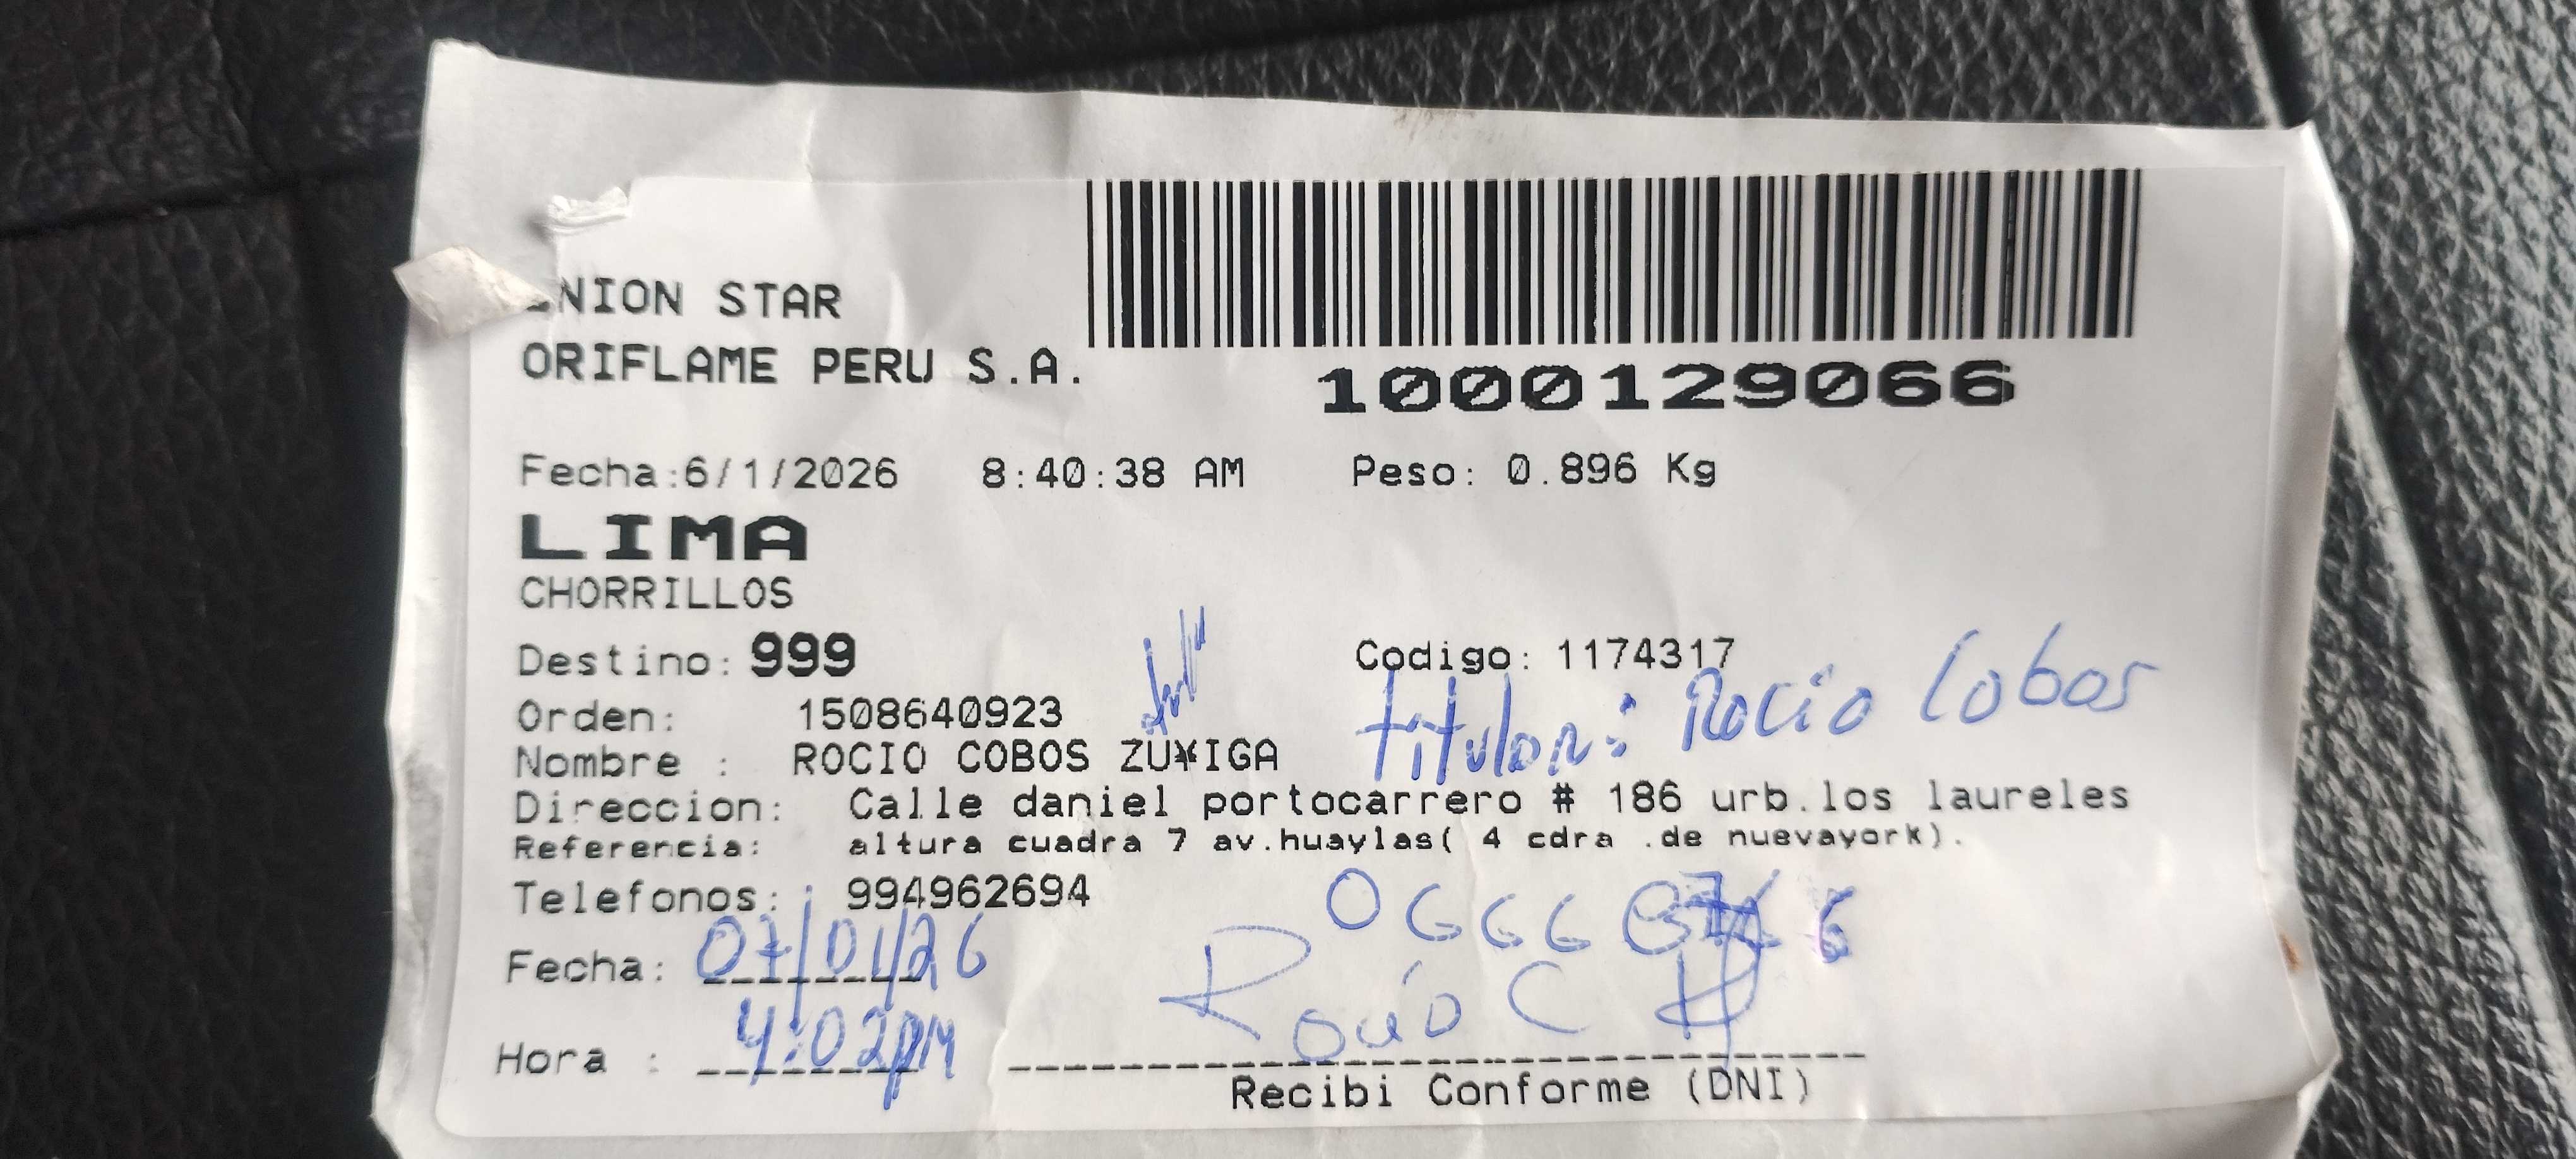 UNION STAR
ORIFLAME PERU S.A.
1000129066
Fecha:6/1/2026 8:40:38 AM Peso: 0.896 Kg
LIMA
CHORRILLOS
Destino: 999 Codigo: 1174317
Orden: 1508640923
titular: Rocio Cobos
Nombre : ROCIO COBOS ZU¥IGA
Direccion: Calle daniel portocarrero # 186 urb.los laureles
Referencia: altura cuadra 7 av.huaylas( 4 cdra .de nuevayork).
Telefonos: 994962694
Fecha: 07/01/26
Rocío C
Hora : 4:02pm
Recibi Conforme (DNI)